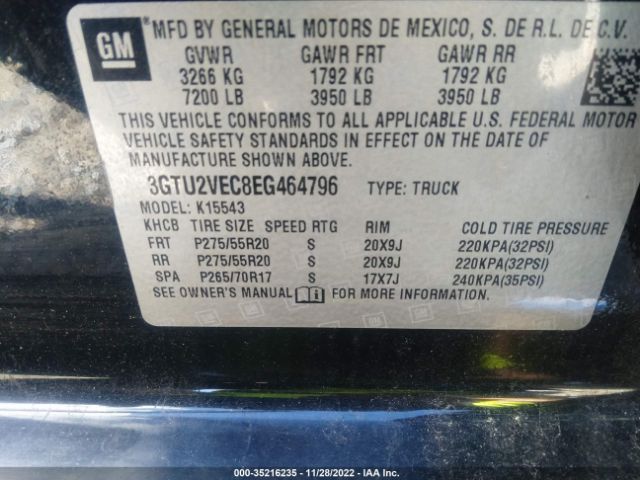 GM
MFD BY GENERAL MOTORS DE MEXICO, S. DE R.L. DE C.V.
GVWR GAWR FRT GAWR RR
3266 KG 1792 KG 1792 KG
7200 LB 3950 LB 3950 LB
THIS VEHICLE CONFORMS TO ALL APPLICABLE U.S. FEDERAL MOTOR
VEHICLE SAFETY STANDARDS IN EFFECT ON THE DATE OF
MANUFACTURE SHOWN ABOVE.
3GTU2VEC8EG464796 TYPE: TRUCK
MODEL: K15543
KHCB TIRE SIZE SPEED RTG RIM COLD TIRE PRESSURE
FRT P275/55R20 S 20X9J 220KPA(32PSI)
RR P275/55R20 S 20X9J 220KPA(32PSI)
SPA P265/70R17 S 17X7J 240KPA(35PSI)
SEE OWNER'S MANUAL FOR MORE INFORMATION.
000-35216235 - 11/28/2022 - IAA Inc.